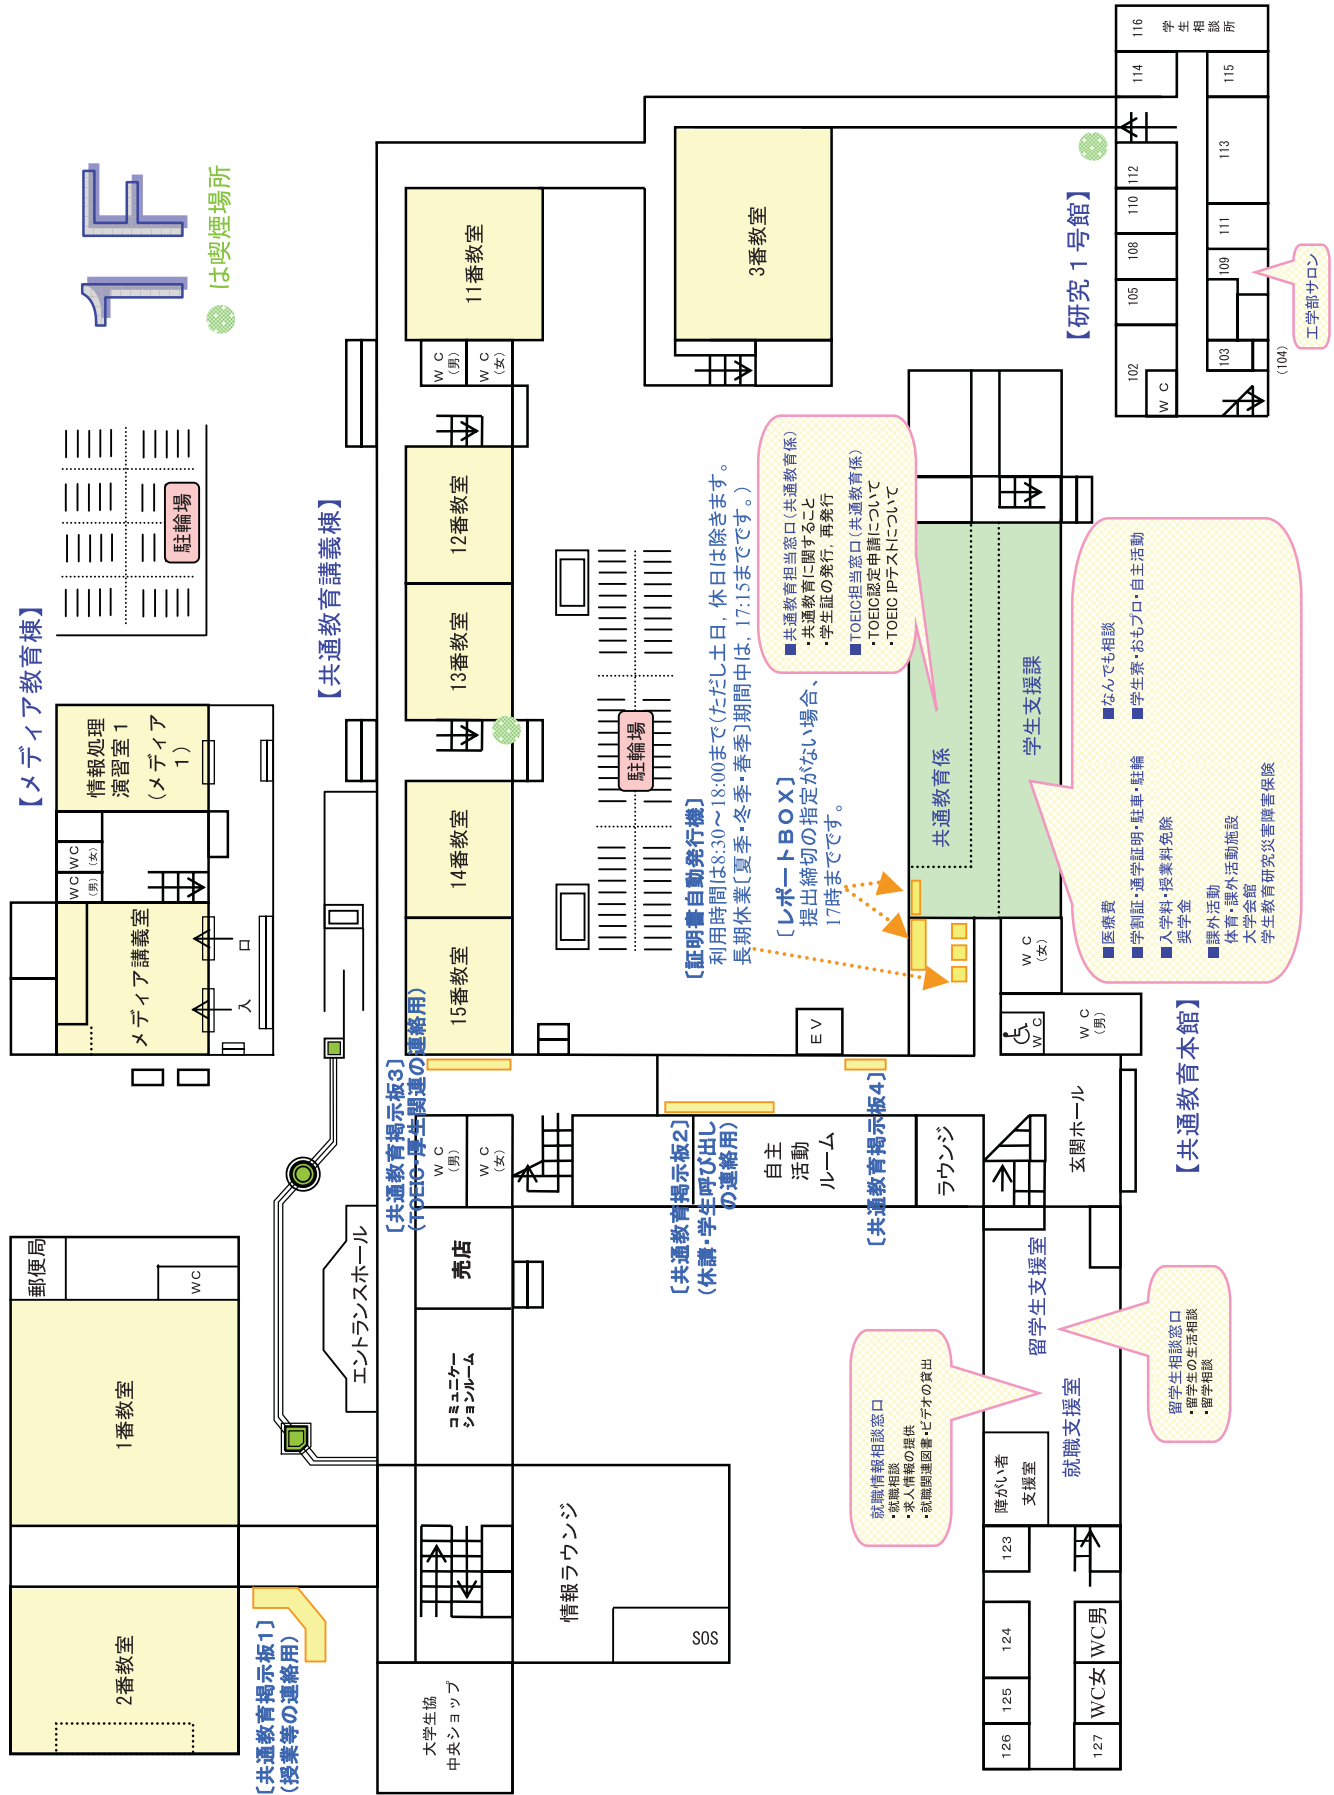 1F
は喫煙場所
【メディア教育棟】
駐輪場
情報処理
演習室 1
(メディア
1)
WC
(女)
WC
(男)
メディア講義室
入
口
【共通教育講義棟】
11番教室
WC
(男)
WC
(女)
12番教室
13番教室
14番教室
15番教室
3番教室
駐輪場
〔証明書自動発行機〕
利用時間は8:30~18:00まで(ただし土日, 休日は除きます。
長期休業〔夏季・冬季・春季〕期間中は, 17:15までです。)
〔レポートBOX〕
提出締切の指定がない場合、
17時までです。
■共通教育担当窓口(共通教育係)
・共通教育に関すること
・学生証の発行, 再発行
■TOEIC担当窓口(共通教育係)
・TOEIC認定申請について
・TOEIC IPテストについて
共通教育係
学生支援課
■医療費
■学割証・通学証明・駐車・駐輪
■入学料・授業料免除
奨学金
■課外活動
体育・課外活動施設
大学会館
学生教育研究災害障害保険
■なんでも相談
■学生寮・おもプロ・自主活動
【研究 1 号館】
116
学生相談所
114
115
113
112
110
111
108
109
105
103
(104)
102
WC
工学部サロン
【共通教育本館】
WC
(女)
WC
WC
(男)
玄関ホール
EV
〔共通教育掲示板3〕
(TOEIC・厚生関連の連絡用)
〔共通教育掲示板2〕
(休講・学生呼び出し
の連絡用)
〔共通教育掲示板4〕
WC
(男)
WC
(女)
自主
活動
ルーム
ラウンジ
売店
コミュニケー
ションルーム
エントランスホール
郵便局
WC
1番教室
2番教室
〔共通教育掲示板1〕
(授業等の連絡用)
情報ラウンジ
SOS
大学生協
中央ショップ
留学生支援室
就職支援室
障がい者
支援室
留学生相談窓口
・留学生の生活相談
・留学相談
就職情報相談窓口
・就職相談
・求人情報の提供
・就職関連図書・ビデオの貸出
123
124
125
126
127
WC男
WC女